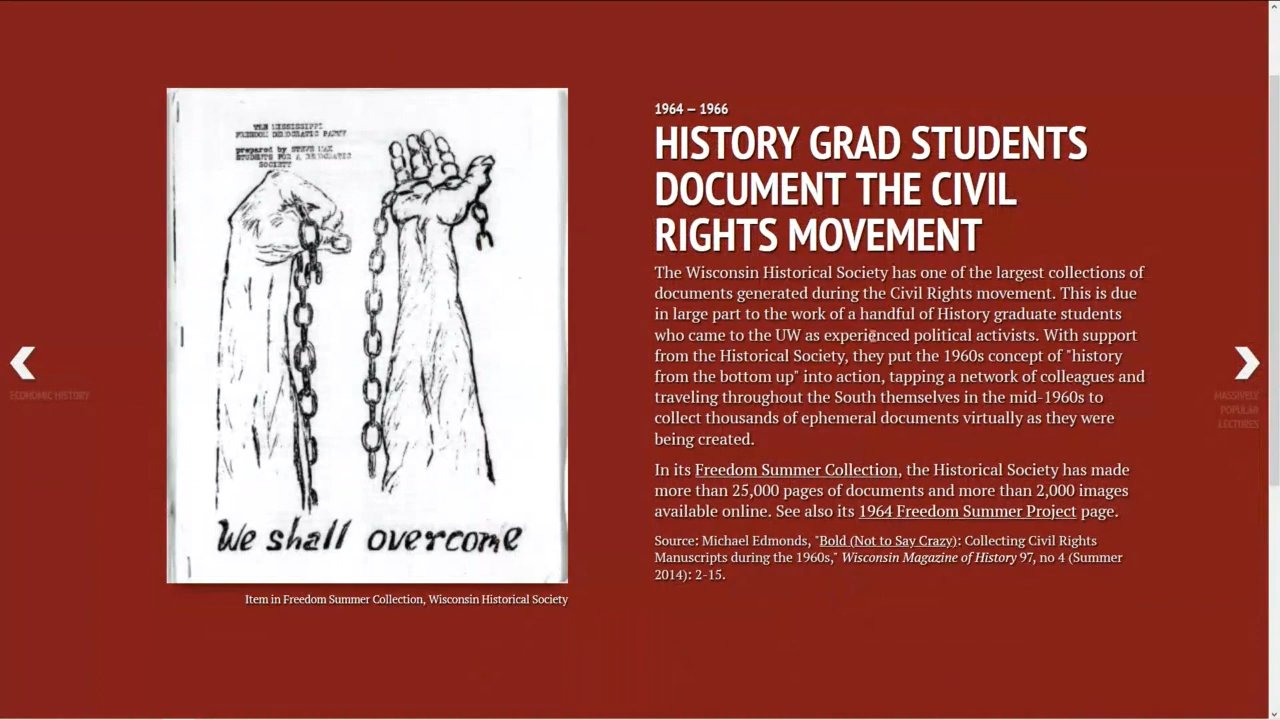 THE MISSISSIPPI
FREEDOM DEMOCRATIC PARTY
prepared by STEVE MAX
STUDENTS FOR A DEMOCRATIC
SOCIETY
We shall overcome
Item in Freedom Summer Collection, Wisconsin Historical Society
1964 – 1966
HISTORY GRAD STUDENTS
DOCUMENT THE CIVIL
RIGHTS MOVEMENT
The Wisconsin Historical Society has one of the largest collections of
documents generated during the Civil Rights movement. This is due
in large part to the work of a handful of History graduate students
who came to the UW as experienced political activists. With support
from the Historical Society, they put the 1960s concept of "history
from the bottom up" into action, tapping a network of colleagues and
traveling throughout the South themselves in the mid-1960s to
collect thousands of ephemeral documents virtually as they were
being created.
In its Freedom Summer Collection, the Historical Society has made
more than 25,000 pages of documents and more than 2,000 images
available online. See also its 1964 Freedom Summer Project page.
Source: Michael Edmonds, "Bold (Not to Say Crazy): Collecting Civil Rights
Manuscripts during the 1960s," Wisconsin Magazine of History 97, no 4 (Summer
2014): 2-15.
ECONOMIC HISTORY
MASSIVELY
POPULAR
LECTURES